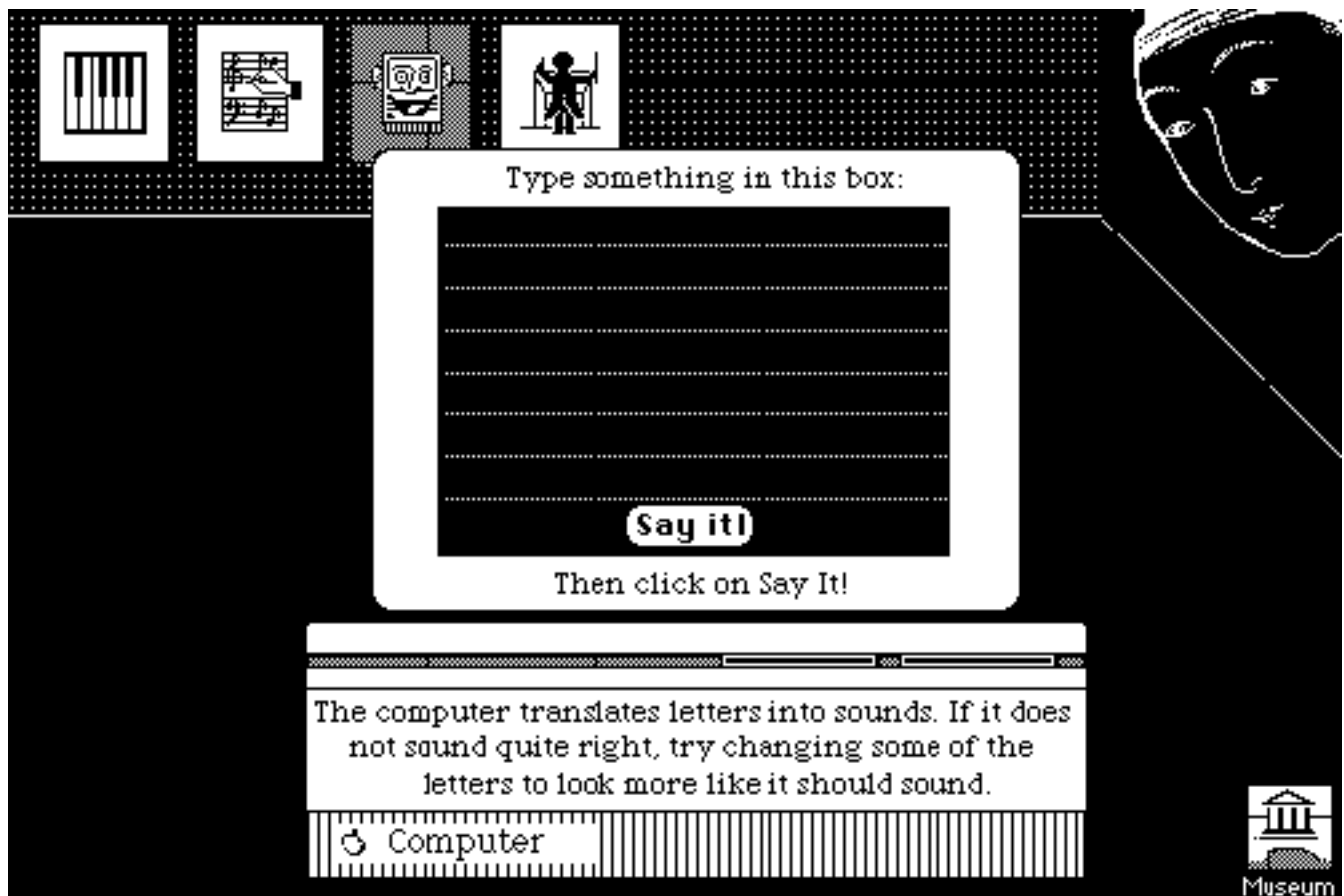 Type something in this box:
Say it!
Then click on Say It!
The computer translates letters into sounds. If it does
not sound quite right, try changing some of the
letters to look more like it should sound.
Computer
Museum